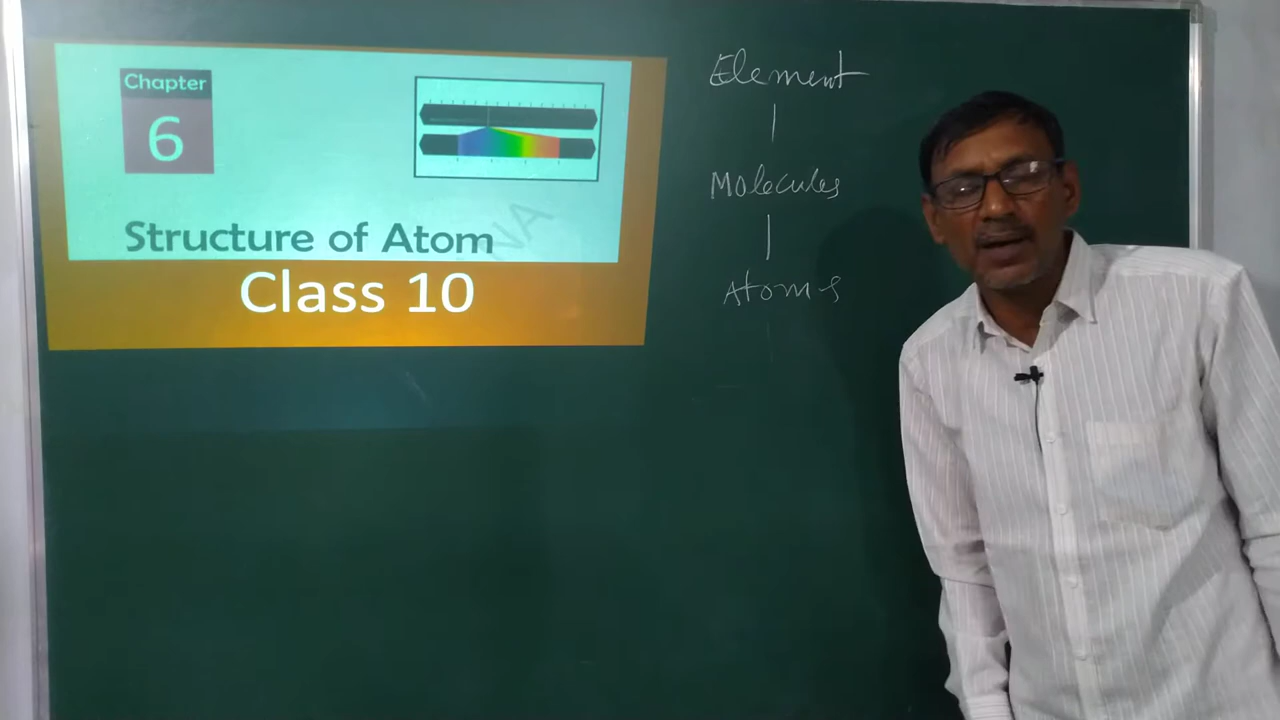 Chapter
6
Structure of Atom
Class 10
Element
Molecules
Atoms